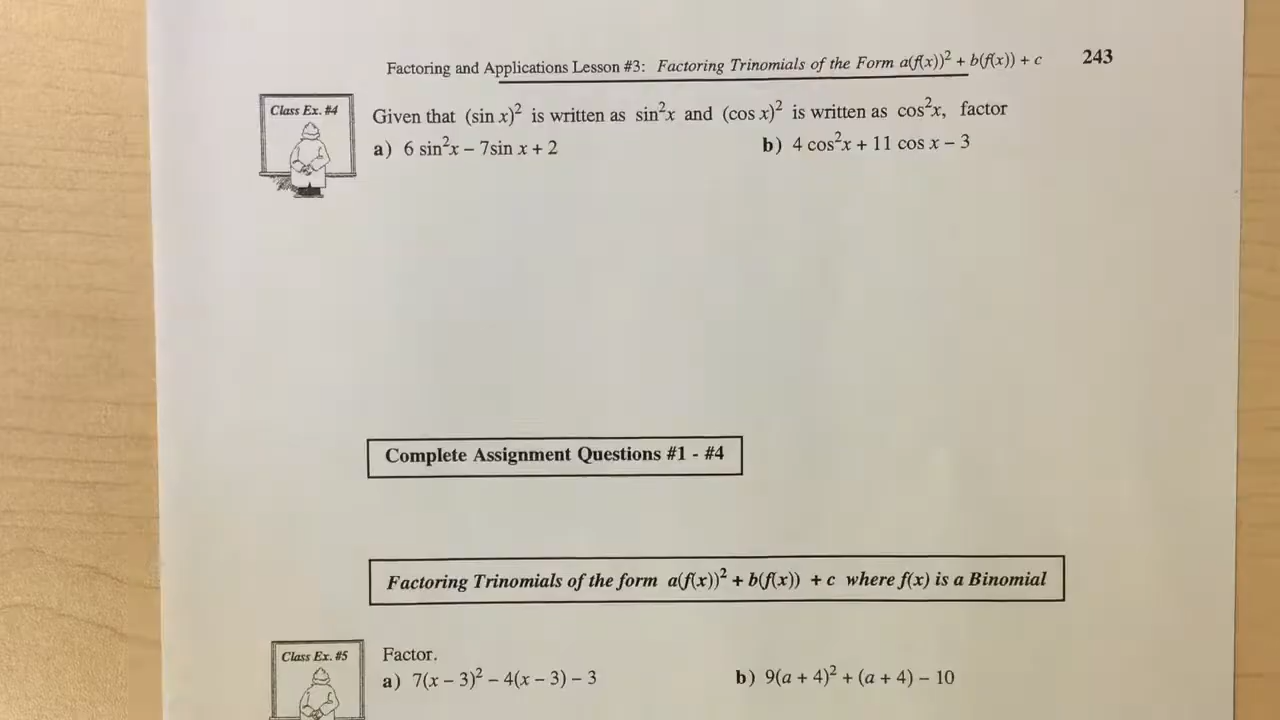 Factoring and Applications Lesson #3: Factoring Trinomials of the Form a(f(x))² + b(f(x)) + c 243
Class Ex. #4
Given that (sin x)² is written as sin²x and (cos x)² is written as cos²x, factor
a) 6 sin²x – 7sin x + 2 b) 4 cos²x + 11 cos x – 3
Complete Assignment Questions #1 - #4
Factoring Trinomials of the form a(f(x))² + b(f(x)) + c where f(x) is a Binomial
Class Ex. #5
Factor.
a) 7(x – 3)² – 4(x – 3) – 3 b) 9(a + 4)² + (a + 4) – 10